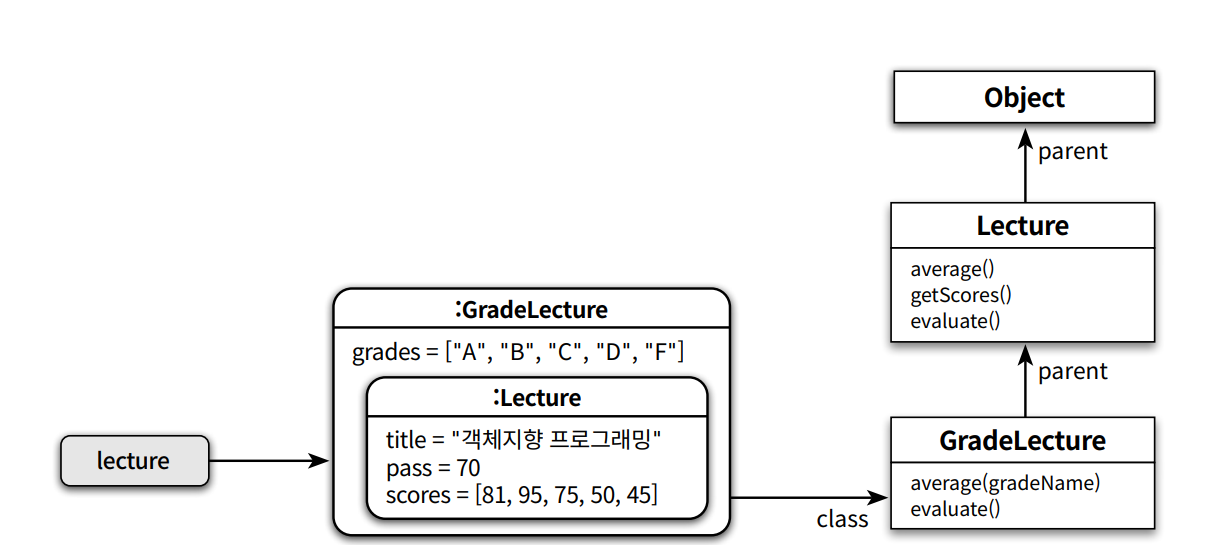 Object
parent
Lecture
average()
getScores()
evaluate()
parent
:GradeLecture
grades = ["A", "B", "C", "D", "F"]
:Lecture
title = "객체지향 프로그래밍"
pass = 70
scores = [81, 95, 75, 50, 45]
lecture
class
GradeLecture
average(gradeName)
evaluate()